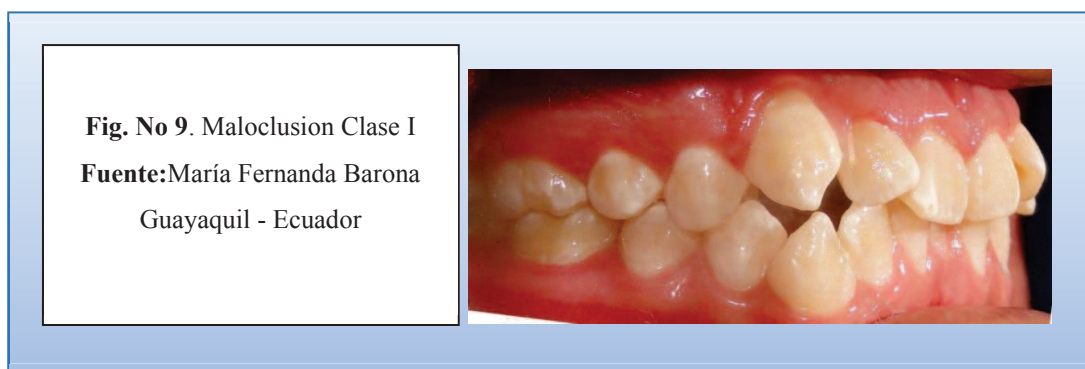 Fig. No 9. Maloclusion Clase I
Fuente:María Fernanda Barona
Guayaquil - Ecuador